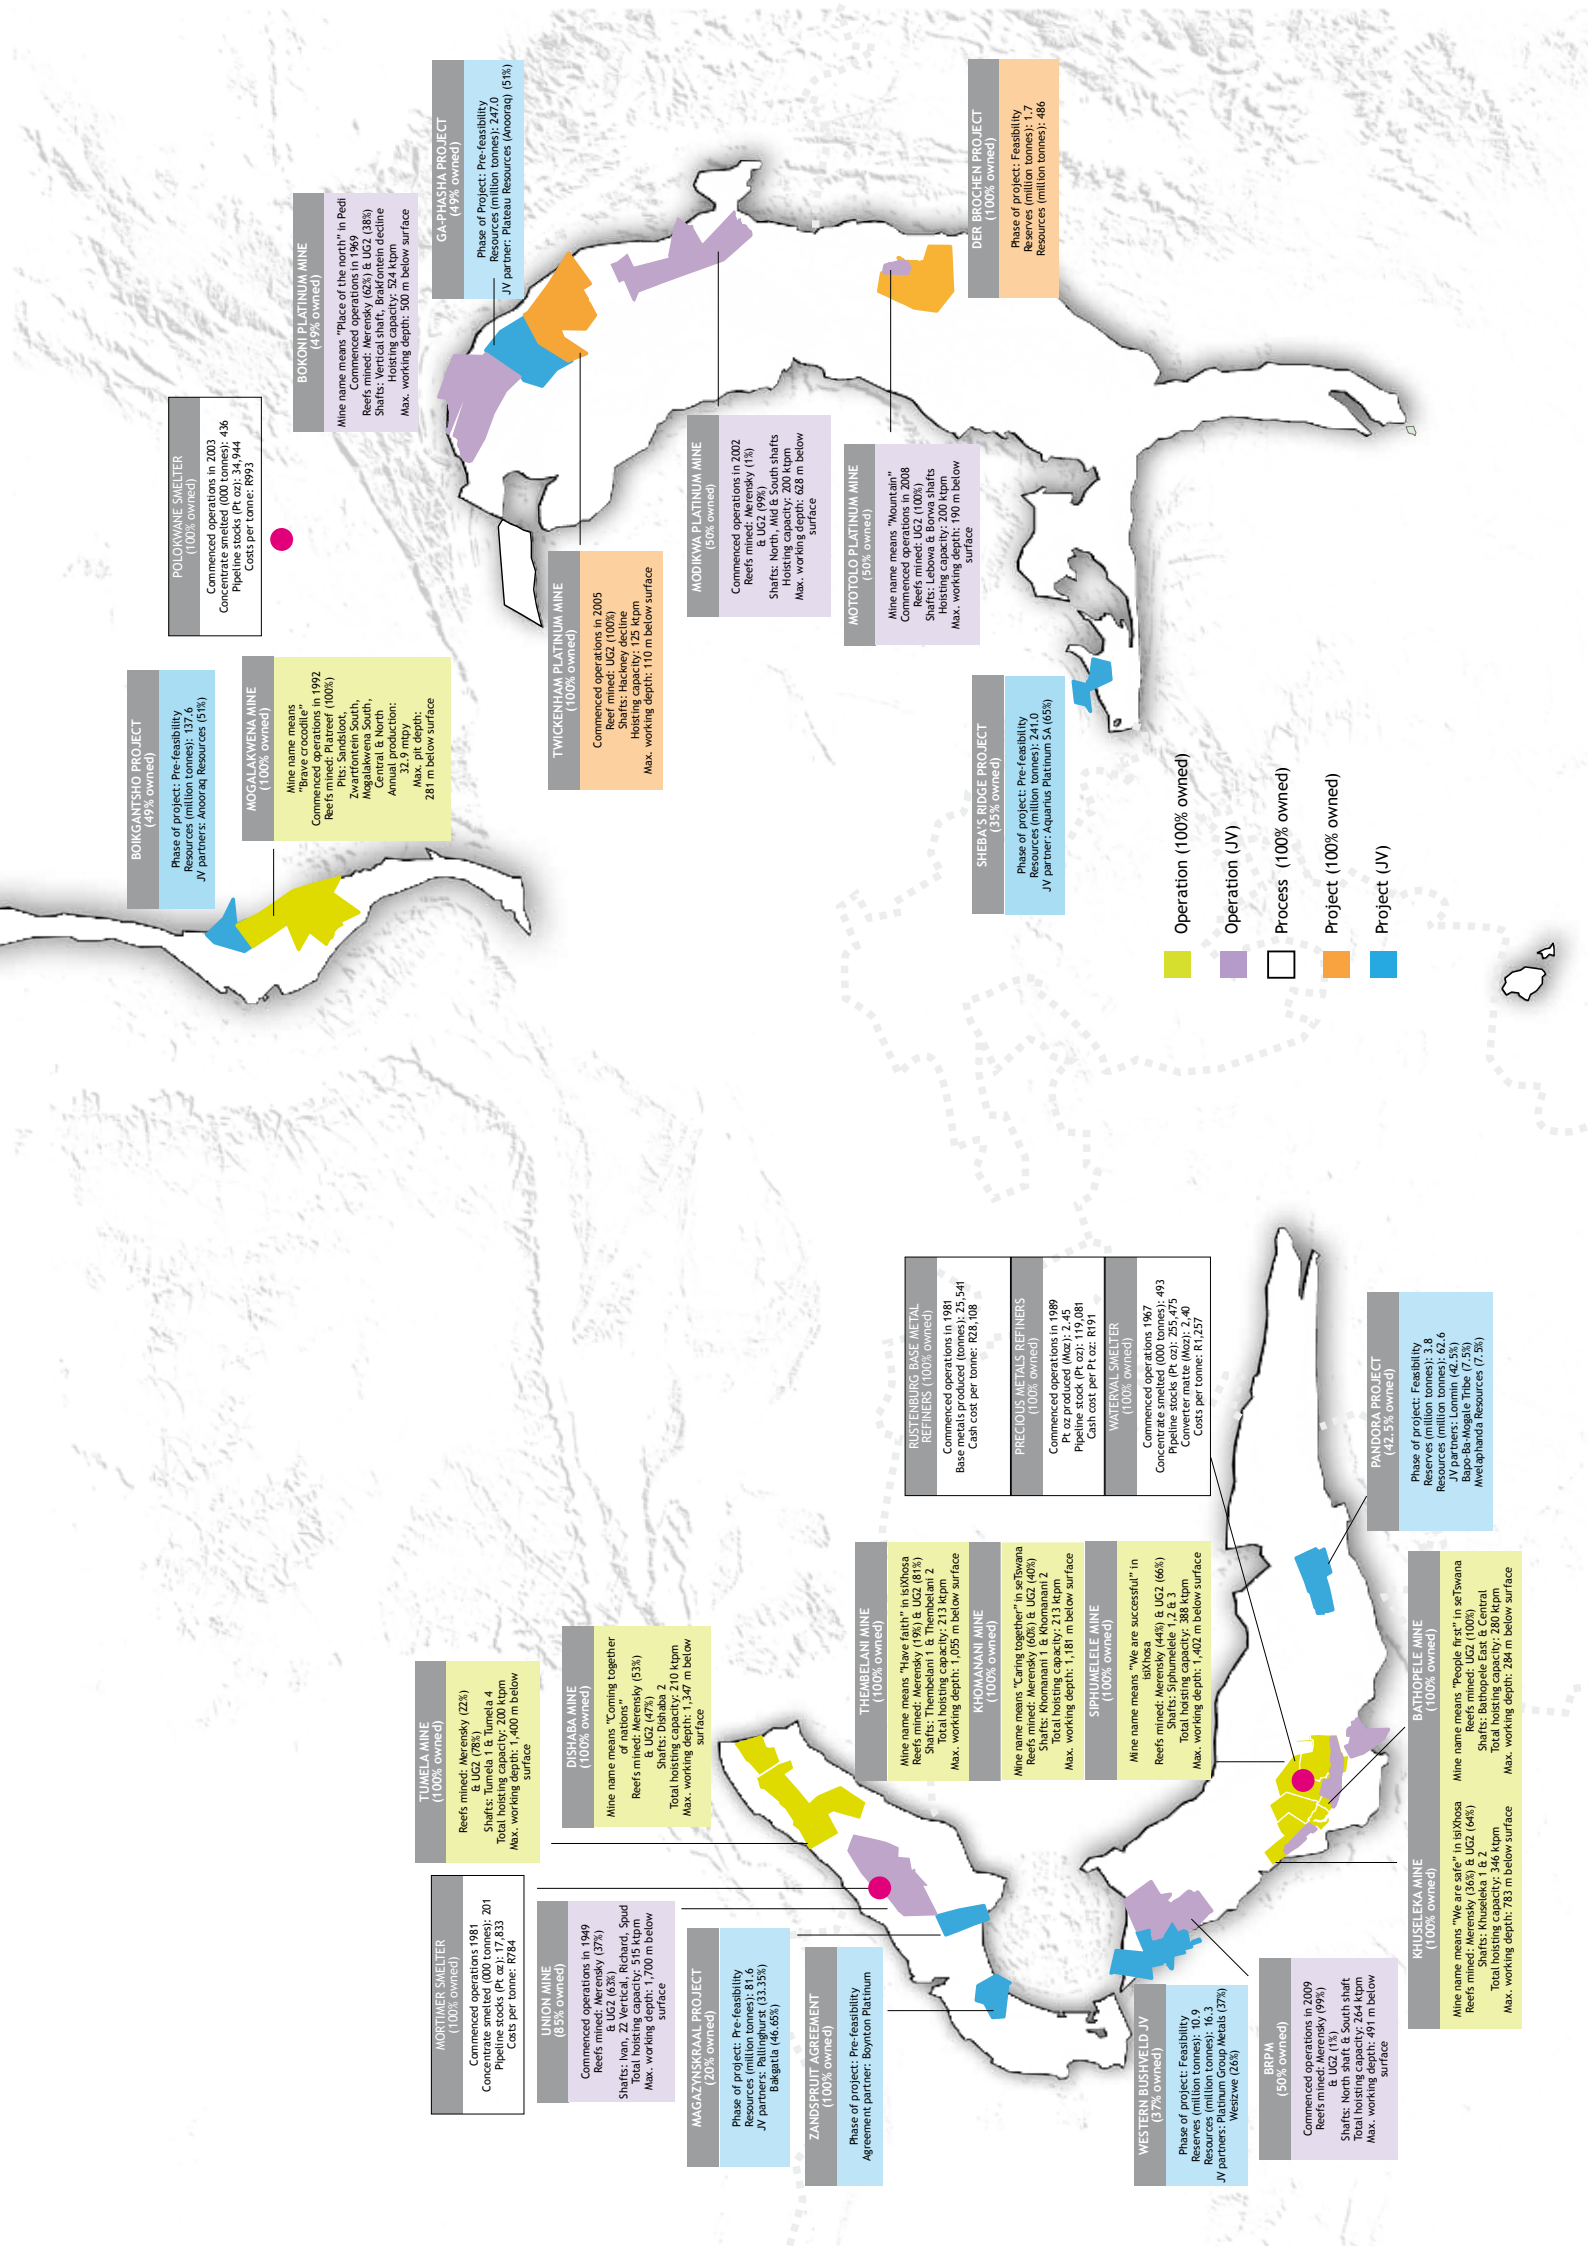 TUMELA MINE
(100% owned)
Reefs mined: Merensky (22%)
& UG2 (78%)
Shafts: Tumela 1 & Tumela 4
Total hoisting capacity: 200 ktpm
Max. working depth: 1,400 m below
surface
MORTIMER SMELTER
(100% owned)
Commenced operations 1981
Concentrate smelted (000 tonnes): 201
Pipeline stocks (Pt oz): 17,833
Costs per tonne: R784
DISHABA MINE
(100% owned)
Mine name means "Coming together
of nations"
Reefs mined: Merensky (53%)
& UG2 (47%)
Shafts: Dishaba 2
Total hoisting capacity: 210 ktpm
Max. working depth: 1,347 m below
surface
UNION MINE
(85% owned)
Commenced operations in 1949
Reefs mined: Merensky (37%)
& UG2 (63%)
Shafts: Ivan, 22 Vertical, Richard, Spud
Total hoisting capacity: 515 ktpm
Max. working depth: 1,700 m below
surface
MAGAZYNSKRAAL PROJECT
(20% owned)
Phase of project: Pre-feasibility
Resources (million tonnes): 81.6
JV partners: Pallinghurst (33.35%)
Bakgatla (46.65%)
ZANDSPRUIT AGREEMENT
(100% owned)
Phase of project: Pre-feasibility
Agreement partner: Boynton Platinum
THEMBELANI MINE
(100% owned)
Mine name means "Have faith" in isiXhosa
Reefs mined: Merensky (19%) & UG2 (81%)
Shafts: Thembelani 1 & Thembelani 2
Total hoisting capacity: 213 ktpm
Max. working depth: 1,055 m below surface
KHOMANANI MINE
(100% owned)
Mine name means "Caring together" in seTswana
Reefs mined: Merensky (60%) & UG2 (40%)
Shafts: Khomanani 1 & Khomanani 2
Total hoisting capacity: 213 ktpm
Max. working depth: 1,181 m below surface
SIPHUMELELE MINE
(100% owned)
Mine name means "We are successful" in
isiXhosa
Reefs mined: Merensky (44%) & UG2 (66%)
Shafts: Siphumelele 1,2 & 3
Total hoisting capacity: 388 ktpm
Max. working depth: 1,402 m below surface
RUSTENBURG BASE METAL
REFINERS (100% owned)
Commenced operations in 1981
Base metals produced (tonnes): 25,541
Cash cost per tonne: R28,108
PRECIOUS METALS REFINERS
(100% owned)
Commenced operations in 1989
Pt oz produced (Moz): 2.45
Pipeline stock (Pt oz): 119,081
Cash cost per Pt oz: R191
WATERVAL SMELTER
(100% owned)
Commenced operations 1967
Concentrate smelted (000 tonnes): 493
Pipeline stocks (Pt oz): 255,475
Converter matte (Moz): 2,40
Costs per tonne: R1,257
WESTERN BUSHVELD JV
(37% owned)
Phase of project: Feasibility
Reserves (million tonnes): 10.9
Resources (million tonnes): 16.3
JV partners: Platinum Group Metals (37%)
Wesizwe (26%)
BRPM
(50% owned)
Commenced operations in 2009
Reefs mined: Merensky (99%)
& UG2 (1%)
Shafts: North shaft & South shaft
Total hoisting capacity: 264 ktpm
Max. working depth: 491 m below
surface
KHUSELEKA MINE
(100% owned)
Mine name means "We are safe" in isiXhosa
Reefs mined: Merensky (36%) & UG2 (64%)
Shafts: Khuseleka 1 & 2
Total hoisting capacity: 346 ktpm
Max. working depth: 783 m below surface
BATHOPELE MINE
(100% owned)
Mine name means "People first" in seTswana
Reefs mined: UG2 (100%)
Shafts: Bathopele East & Central
Total hoisting capacity: 280 ktpm
Max. working depth: 284 m below surface
PANDORA PROJECT
(42.5% owned)
Phase of project: Feasibility
Reserves (million tonnes): 3.8
Resources (million tonnes): 62.6
JV partners: Lonmin (42.5%)
Bapo-Ba-Mogale Tribe (7.5%)
Mvelaphanda Resources (7.5%)
BOIKGANTSHO PROJECT
(49% owned)
Phase of project: Pre-feasibility
Resources (million tonnes): 137.6
JV partners: Anooraq Resources (51%)
MOGALAKWENA MINE
(100% owned)
Mine name means
"Brave crocodile"
Commenced operations in 1992
Reefs mined: Platreef (100%)
Pits: Sandsloot,
Zwartfontein South,
Mogalakwena South,
Central & North
Annual production:
32.9 mtpy
Max. pit depth:
281 m below surface
POLOKWANE SMELTER
(100% owned)
Commenced operations in 2003
Concentrate smelted (000 tonnes): 436
Pipeline stocks (Pt oz): 34,944
Costs per tonne: R993
BOKONI PLATINUM MINE
(49% owned)
Mine name means "Place of the north" in Pedi
Commenced operations in 1969
Reefs mined: Merensky (62%) & UG2 (38%)
Shafts: Vertical shaft, Brakfontein decline
Hoisting capacity: 524 ktpm
Max. working depth: 500 m below surface
GA-PHASHA PROJECT
(49% owned)
Phase of Project: Pre-feasibility
Resources (million tonnes): 247.0
JV partner: Plateau Resources (Anooraq) (51%)
TWICKENHAM PLATINUM MINE
(100% owned)
Commenced operations in 2005
Reef mined: UG2 (100%)
Shafts: Hackney decline
Hoisting capacity: 125 ktpm
Max. working depth: 110 m below surface
MODIKWA PLATINUM MINE
(50% owned)
Commenced operations in 2002
Reefs mined: Merensky (1%)
& UG2 (99%)
Shafts: North, Mid & South shafts
Hoisting capacity: 200 ktpm
Max. working depth: 628 m below
surface
MOTOTOLO PLATINUM MINE
(50% owned)
Mine name means "Mountain"
Commenced operations in 2008
Reefs mined: UG2 (100%)
Shafts: Lebowa & Borwa shafts
Hoisting capacity: 200 ktpm
Max. working depth: 190 m below
surface
DER BROCHEN PROJECT
(100% owned)
Phase of project: Feasibility
Reserves (million tonnes): 1.7
Resources (million tonnes): 486
SHEBA'S RIDGE PROJECT
(35% owned)
Phase of project: Pre-feasibility
Resources (million tonnes): 241.0
JV partner: Aquarius Platinum SA (65%)
Operation (100% owned)
Operation (JV)
Process (100% owned)
Project (100% owned)
Project (JV)